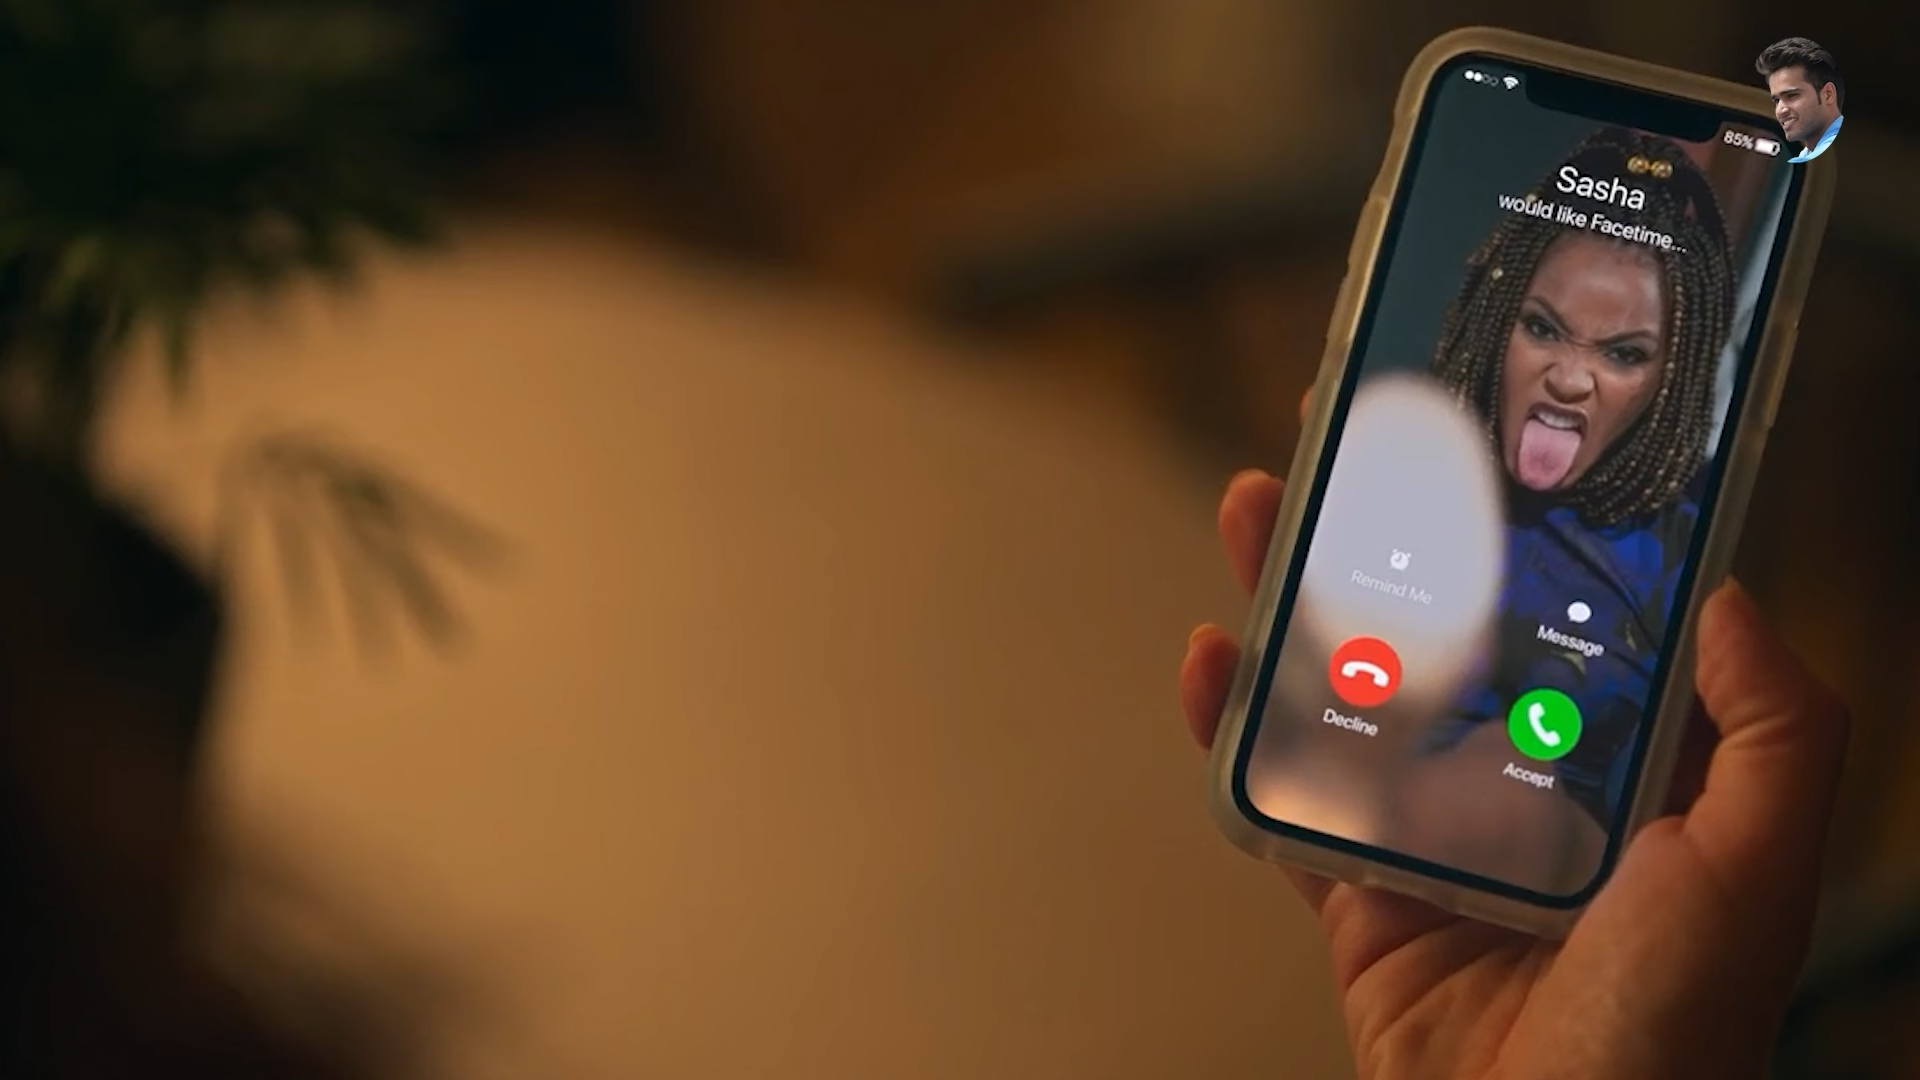 85%
Sasha
would like Facetime...
Remind Me
Message
Decline
Accept